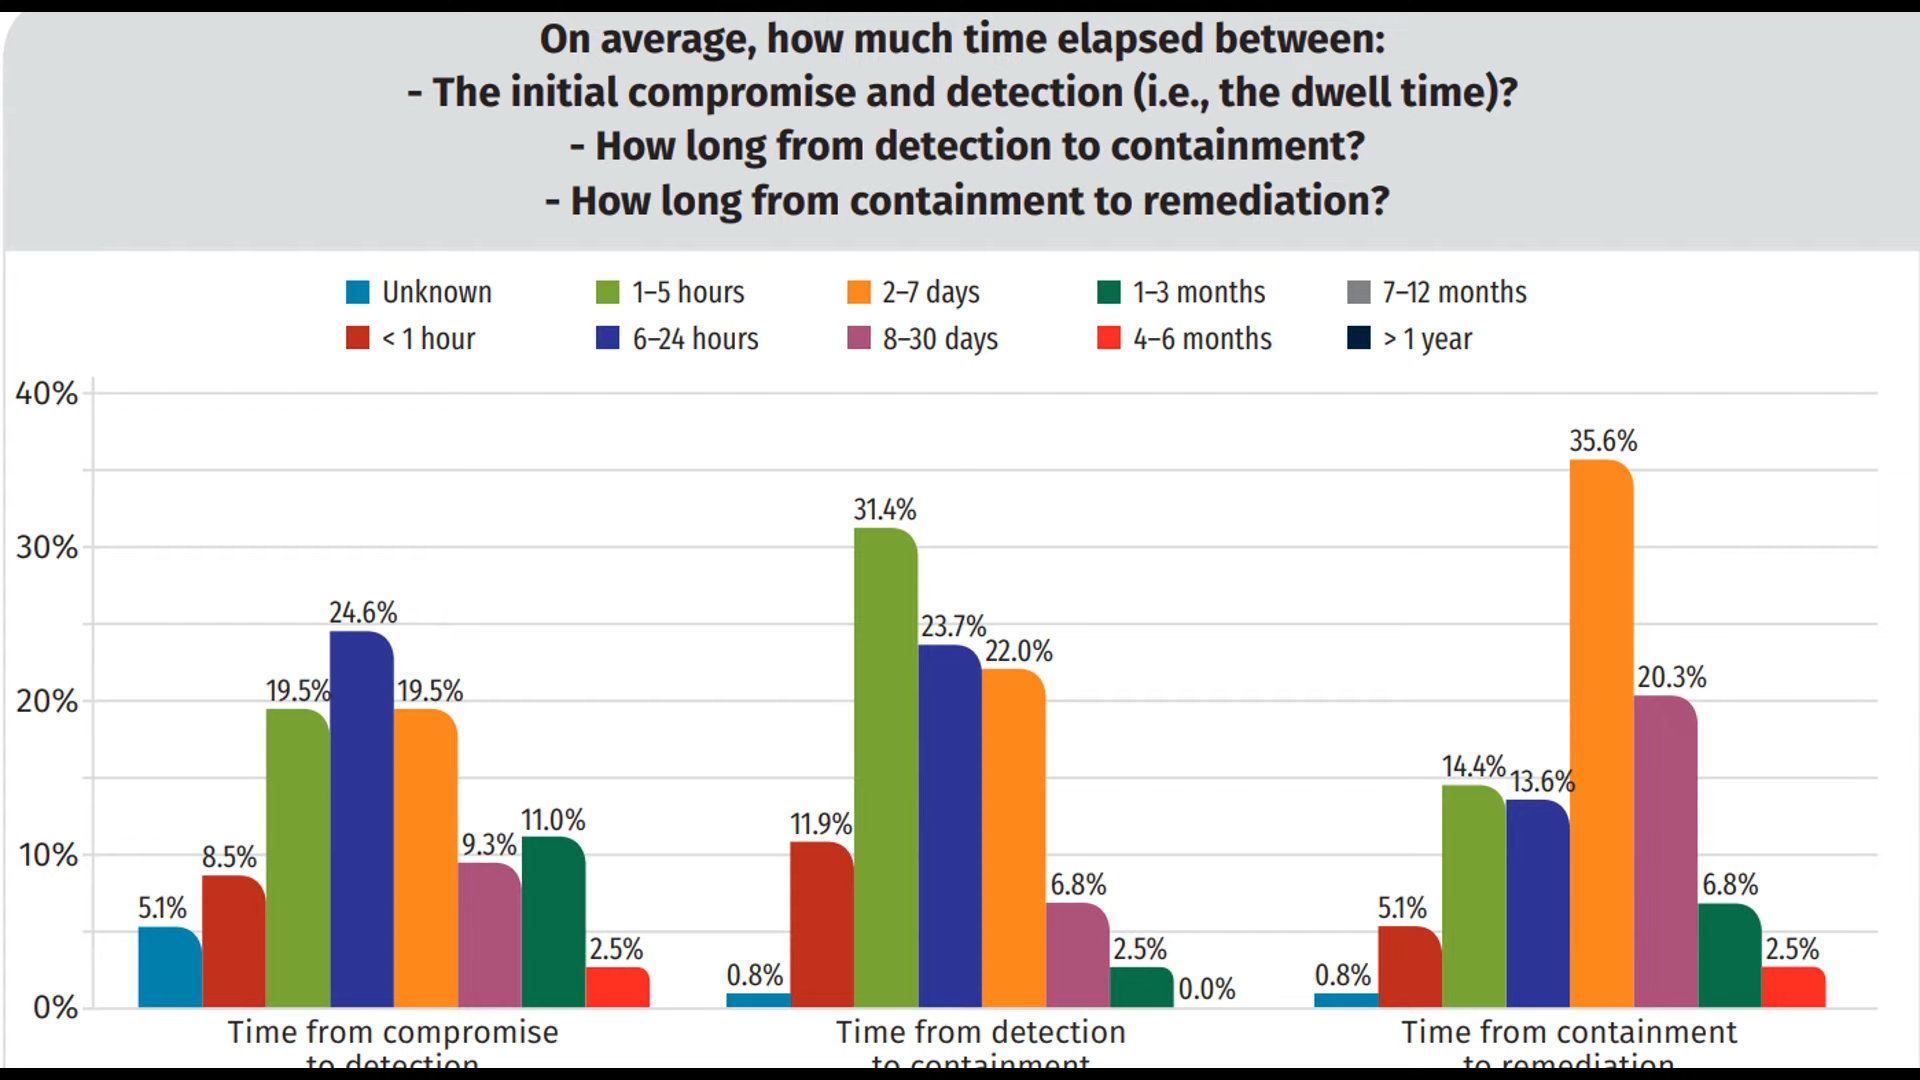 On average, how much time elapsed between:
- The initial compromise and detection (i.e., the dwell time)?
- How long from detection to containment?
- How long from containment to remediation?
Unknown
1–5 hours
2–7 days
1–3 months
7–12 months
< 1 hour
6–24 hours
8–30 days
4–6 months
> 1 year
40%
30%
20%
10%
0%
5.1%
8.5%
19.5%
24.6%
19.5%
9.3%
11.0%
2.5%
0.8%
11.9%
31.4%
23.7%
22.0%
6.8%
2.5%
0.0%
0.8%
5.1%
14.4%
13.6%
35.6%
20.3%
6.8%
2.5%
Time from compromise
to detection
Time from detection
to containment
Time from containment
to remediation